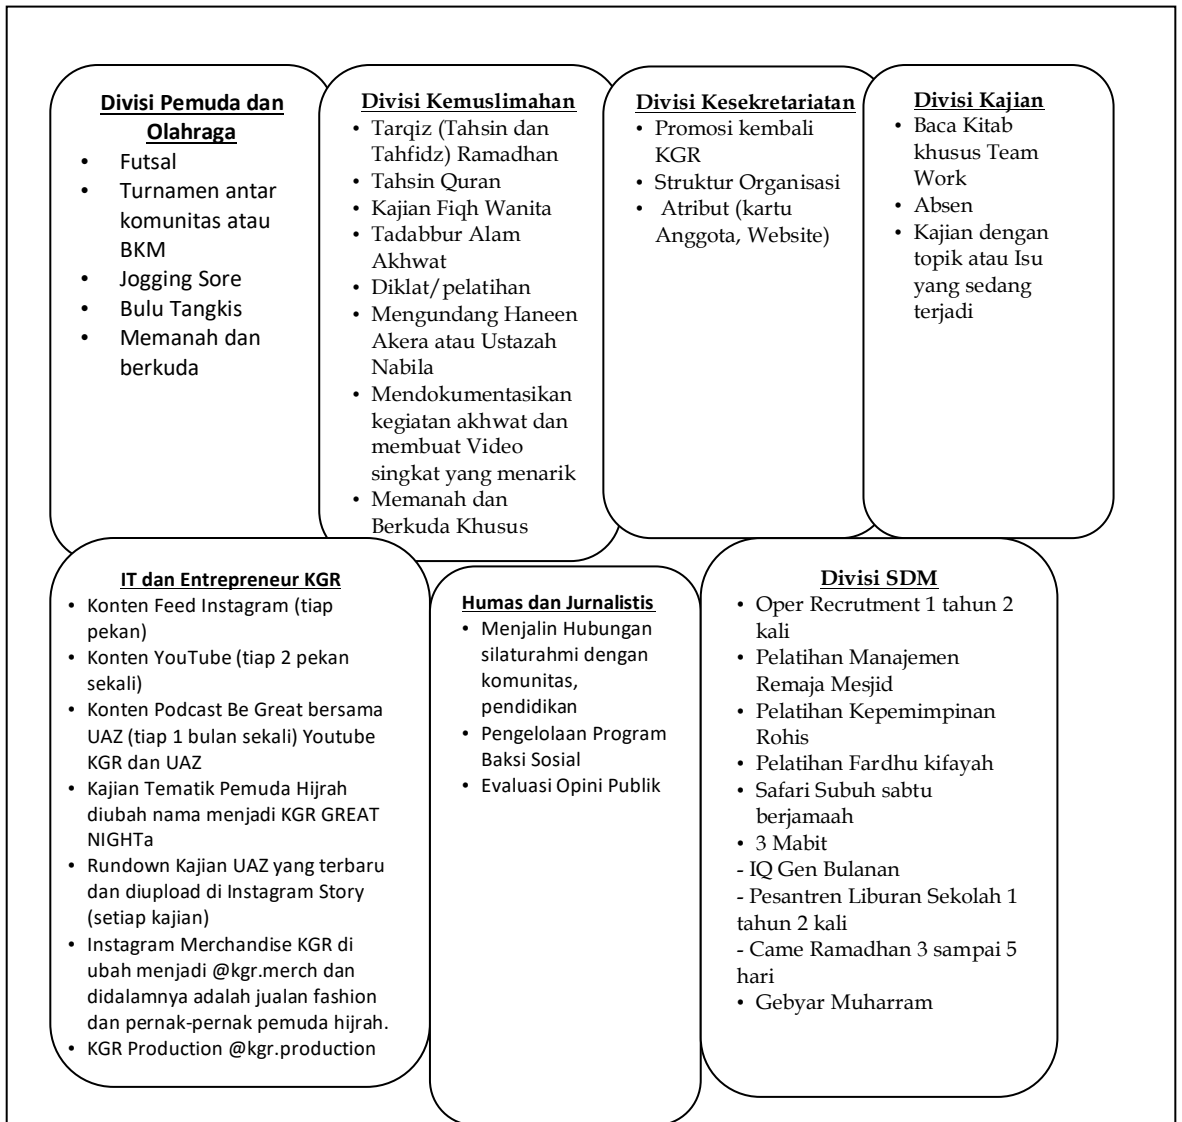 Divisi Pemuda dan
Olahraga
• Futsal
• Turnamen antar
komunitas atau
BKM
• Jogging Sore
• Bulu Tangkis
• Memanah dan
berkuda
Divisi Kemuslimahan
• Tarqiz (Tahsin dan
Tahfidz) Ramadhan
• Tahsin Quran
• Kajian Fiqh Wanita
• Tadabbur Alam
Akhwat
• Diklat/pelatihan
• Mengundang Haneen
Akera atau Ustazah
Nabila
• Mendokumentasikan
kegiatan akhwat dan
membuat Video
singkat yang menarik
• Memanah dan
Berkuda Khusus
Divisi Kesekretariatan
• Promosi kembali
KGR
• Struktur Organisasi
• Atribut (kartu
Anggota, Website)
Divisi Kajian
• Baca Kitab
khusus Team
Work
• Absen
• Kajian dengan
topik atau Isu
yang sedang
terjadi
IT dan Entrepreneur KGR
• Konten Feed Instagram (tiap
pekan)
• Konten YouTube (tiap 2 pekan
sekali)
• Konten Podcast Be Great bersama
UAZ (tiap 1 bulan sekali) Youtube
KGR dan UAZ
• Kajian Tematik Pemuda Hijrah
diubah nama menjadi KGR GREAT
NIGHTa
• Rundown Kajian UAZ yang terbaru
dan diupload di Instagram Story
(setiap kajian)
• Instagram Merchandise KGR di
ubah menjadi @kgr.merch dan
didalamnya adalah jualan fashion
dan pernak-pernak pemuda hijrah.
• KGR Production @kgr.production
Humas dan Jurnalistis
• Menjalin Hubungan
silaturahmi dengan
komunitas,
pendidikan
• Pengelolaan Program
Baksi Sosial
• Evaluasi Opini Publik
Divisi SDM
• Oper Recrutment 1 tahun 2
kali
• Pelatihan Manajemen
Remaja Mesjid
• Pelatihan Kepemimpinan
Rohis
• Pelatihan Fardhu kifayah
• Safari Subuh sabtu
berjamaah
• 3 Mabit
- IQ Gen Bulanan
- Pesantren Liburan Sekolah 1
tahun 2 kali
- Came Ramadhan 3 sampai 5
hari
• Gebyar Muharram